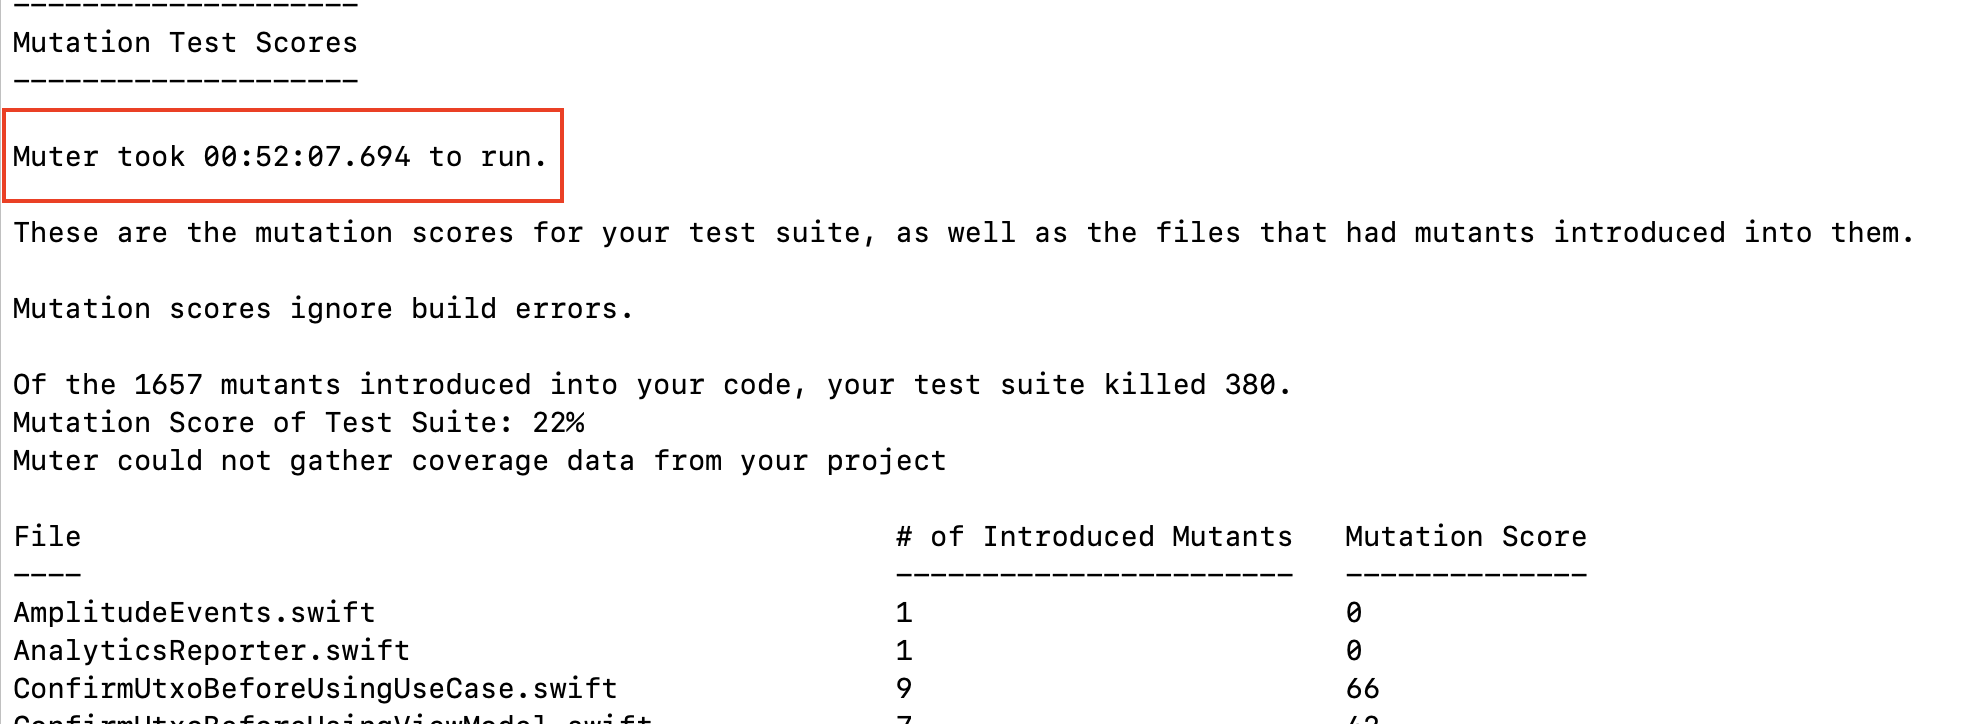 --------------------
Mutation Test Scores
--------------------
Muter took 00:52:07.694 to run.
These are the mutation scores for your test suite, as well as the files that had mutants introduced into them.
Mutation scores ignore build errors.
Of the 1657 mutants introduced into your code, your test suite killed 380.
Mutation Score of Test Suite: 22%
Muter could not gather coverage data from your project
File # of Introduced Mutants Mutation Score
---- ----------------------- --------------
AmplitudeEvents.swift 1 0
AnalyticsReporter.swift 1 0
ConfirmUtxoBeforeUsingUseCase.swift 9 66
ConfirmUtxoBeforeUsingViewModel.swift 7